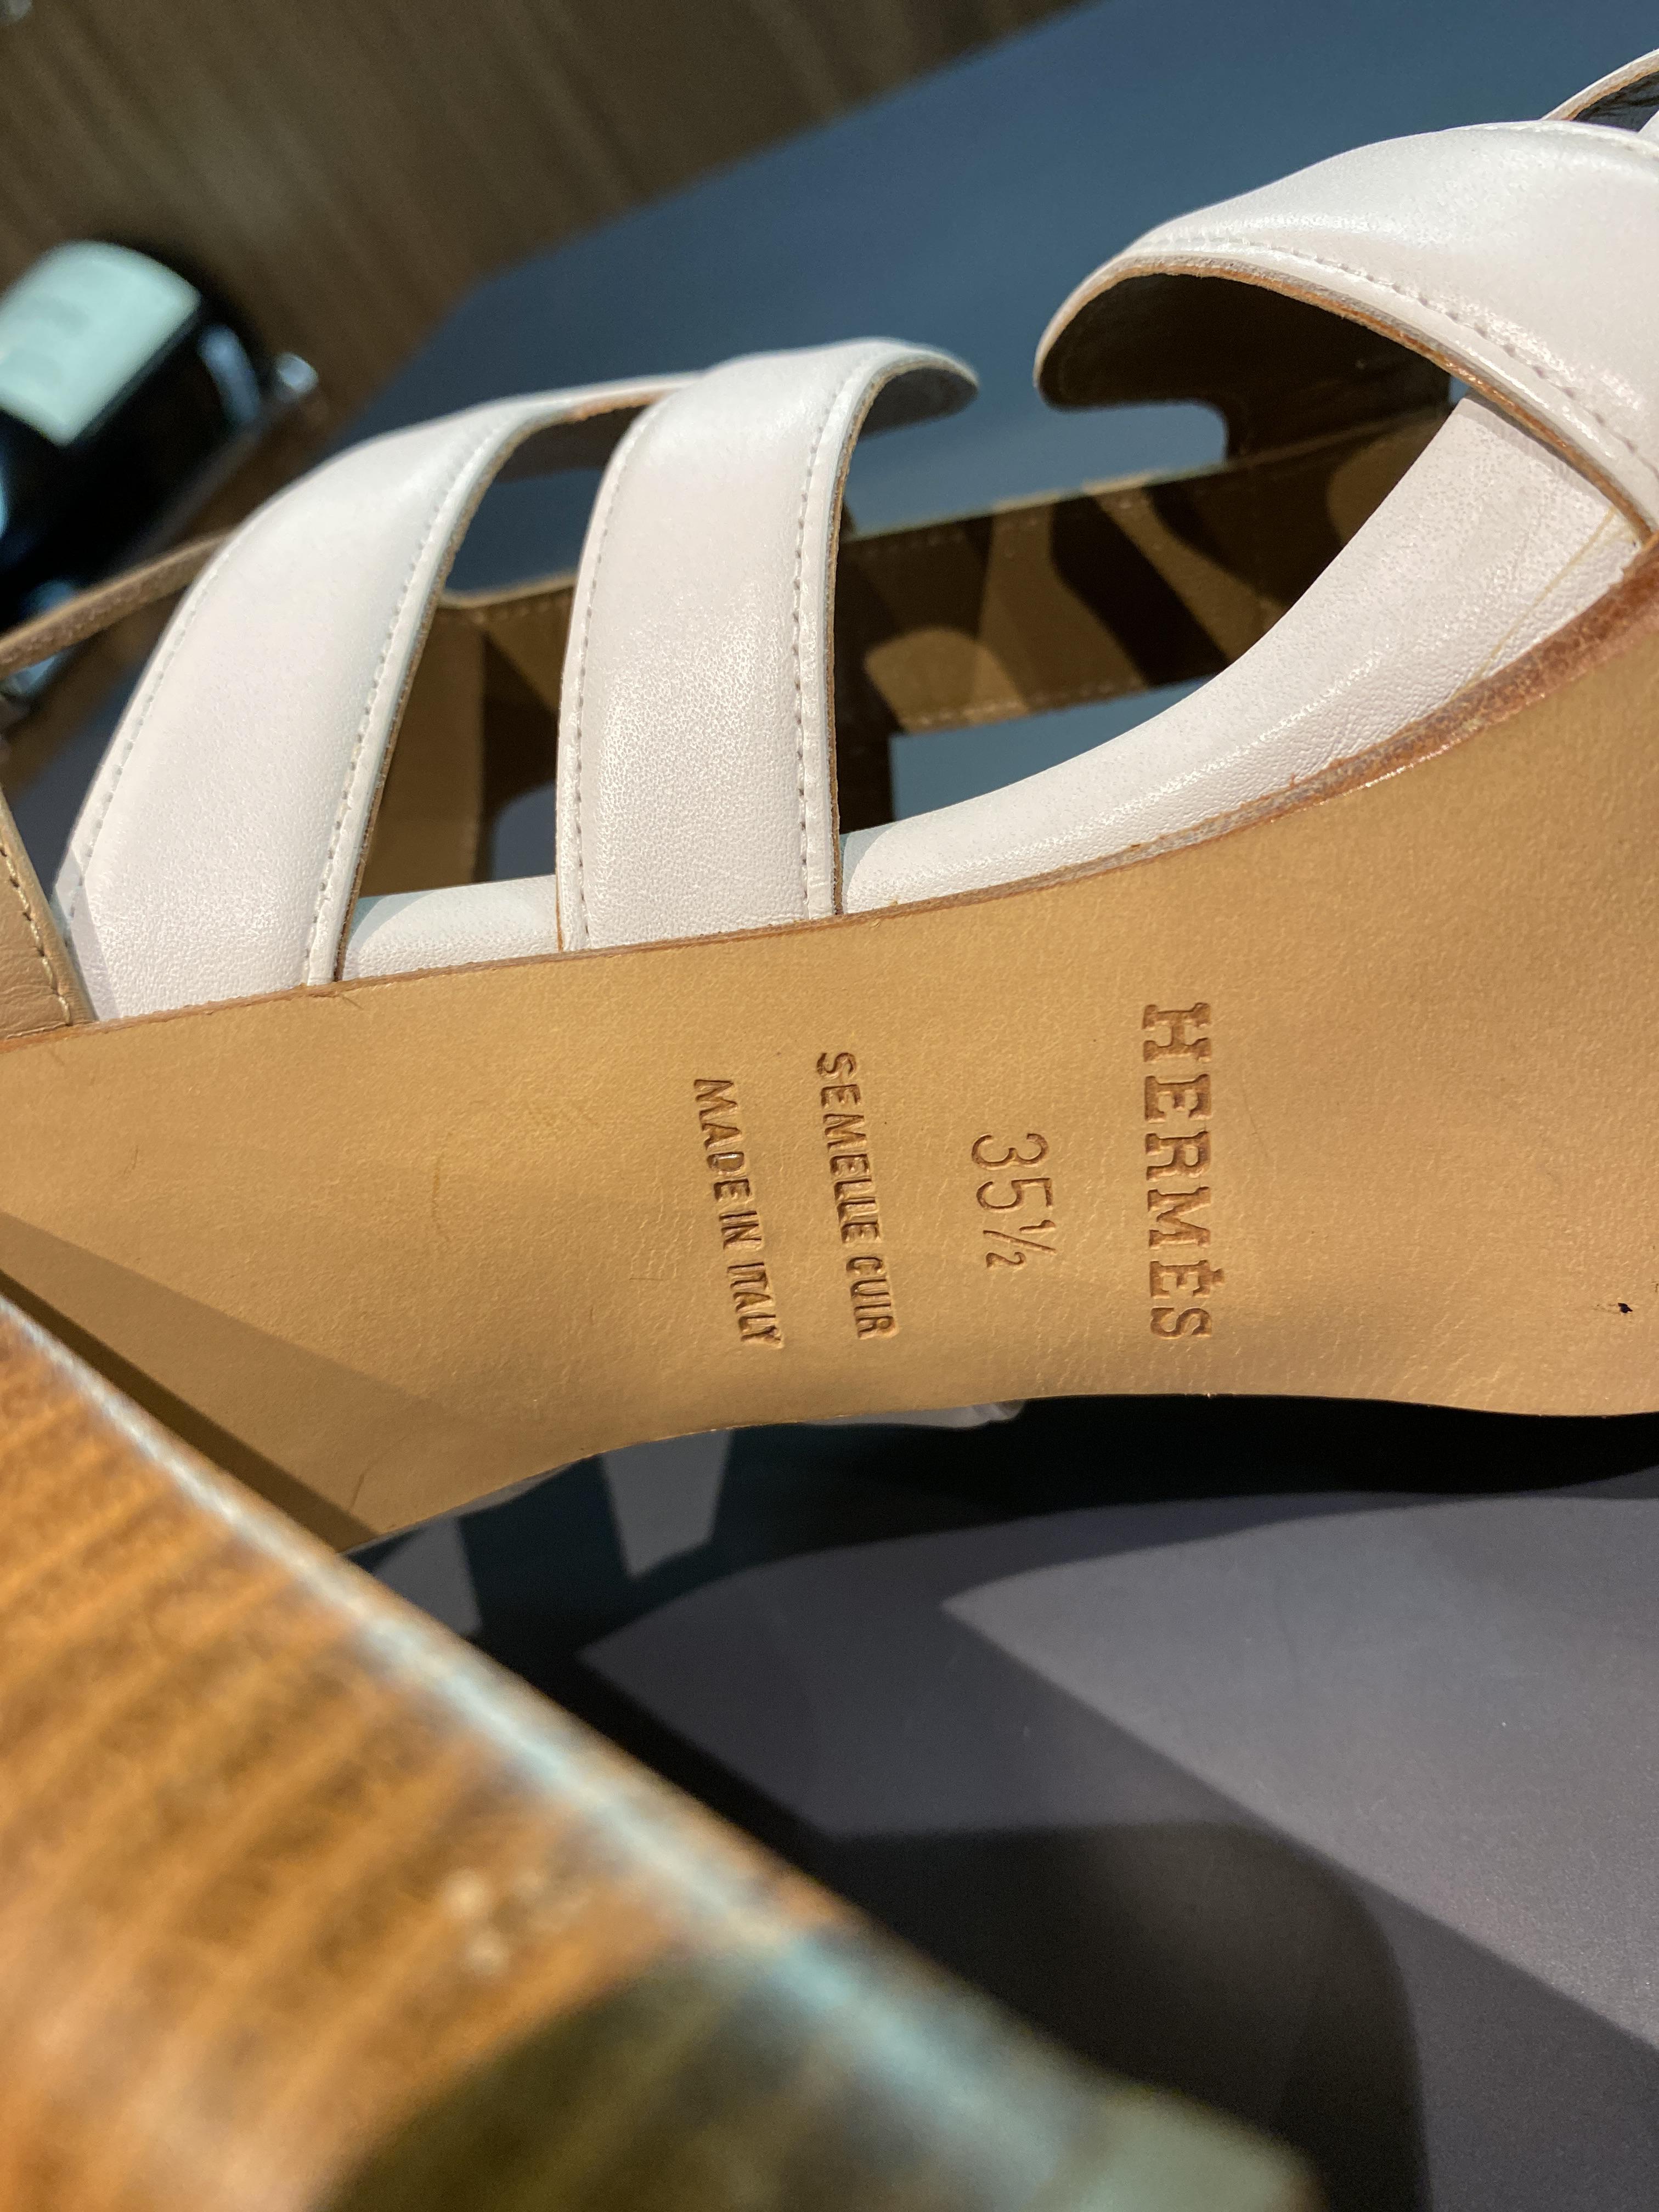 HERMÈS
35½
SEMELLE CUIR
MADE IN ITALY